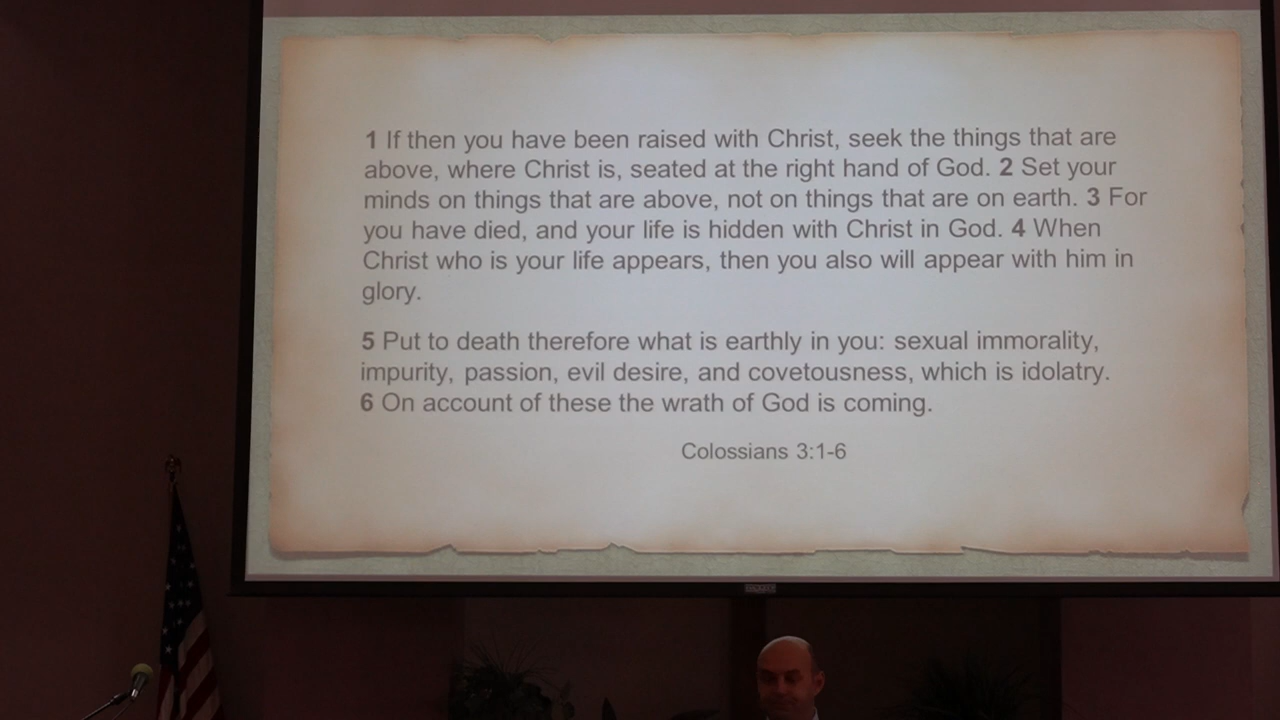 1 If then you have been raised with Christ, seek the things that are
above, where Christ is, seated at the right hand of God. 2 Set your
minds on things that are above, not on things that are on earth. 3 For
you have died, and your life is hidden with Christ in God. 4 When
Christ who is your life appears, then you also will appear with him in
glory.
5 Put to death therefore what is earthly in you: sexual immorality,
impurity, passion, evil desire, and covetousness, which is idolatry.
6 On account of these the wrath of God is coming.
Colossians 3:1-6